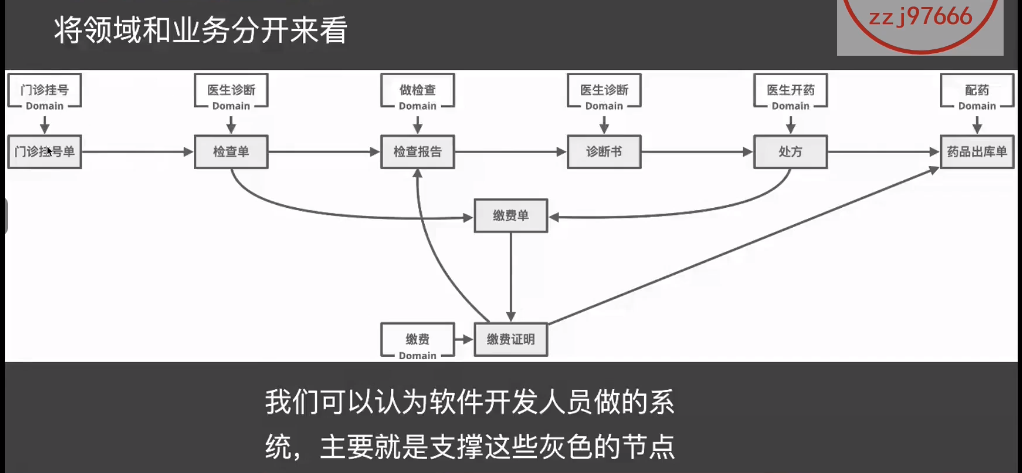 将领域和业务分开来看
zzj97666
门诊挂号
Domain
医生诊断
Domain
做检查
Domain
医生诊断
Domain
医生开药
Domain
配药
Domain
门诊挂号单
检查单
检查报告
诊断书
处方
药品出库单
缴费单
缴费
Domain
缴费证明
我们可以认为软件开发人员做的系
统，主要就是支撑这些灰色的节点